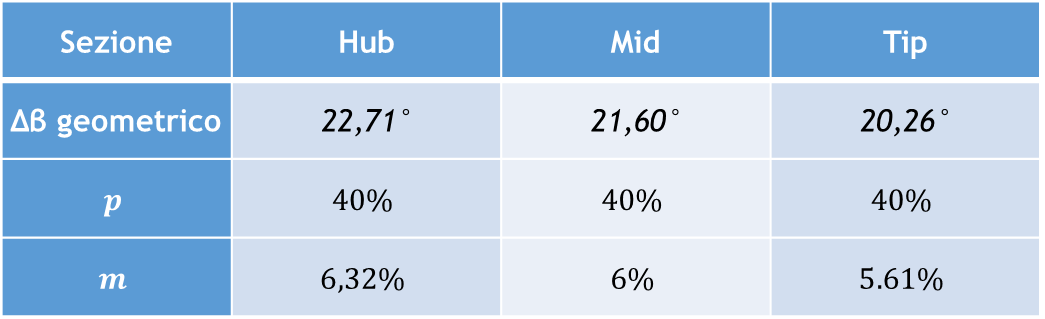 Sezione Hub Mid Tip
Δβ geometrico 22,71° 21,60° 20,26°
p 40% 40% 40%
m 6,32% 6% 5.61%